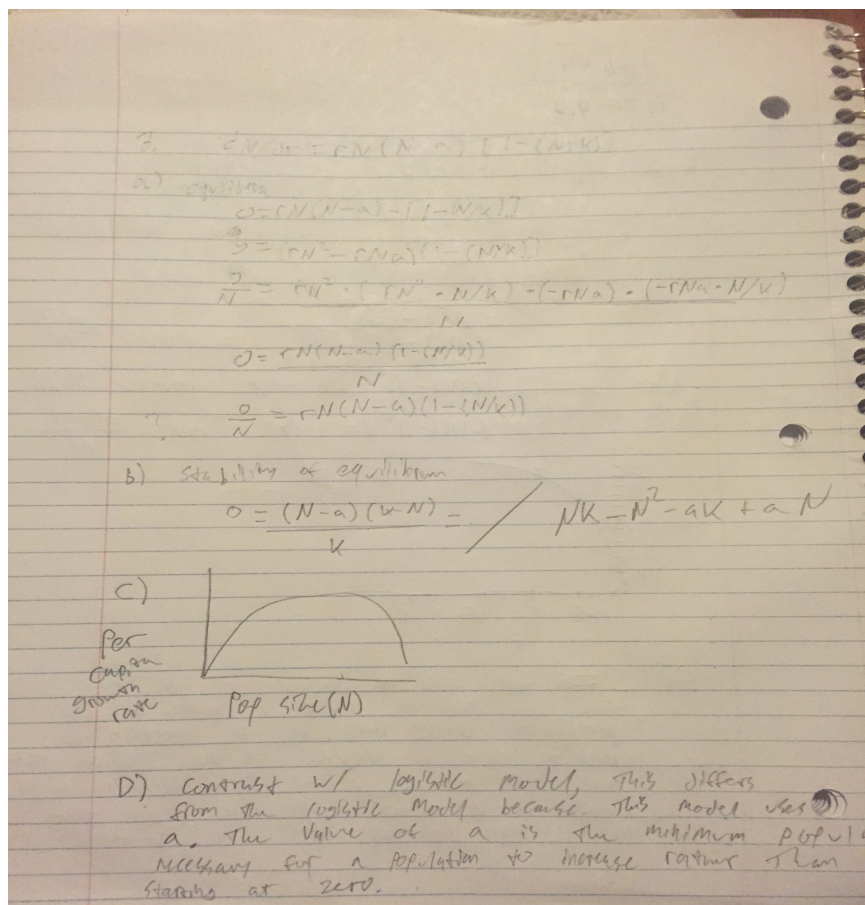 3. dN/dt = rN(N-a) [1-(N/K)]
a) equilibria
0 = rN(N-a) - [1-N/K)]
0 = (rN² - rNa)(1-(N/K)]
0/N = rN² · (-rN² · N/K) · (-rNa) · (-rNa · N/K)
N
0 = rN(N-a)(1-(N/K))
N
? 0/N = rN(N-a)(1-(N/K))
B) Stability of equilibrium
0 = (N-a)(K-N) = / NK - N² - aK + aN
K
C)
Per
capita
growth
rate
Pop size (N)
D) Contrast w/ logistic model, This differs
from the logistic model because this model uses
a. The value of a is the minimum popul
necessary for a population to increase rather than
starting at zero.